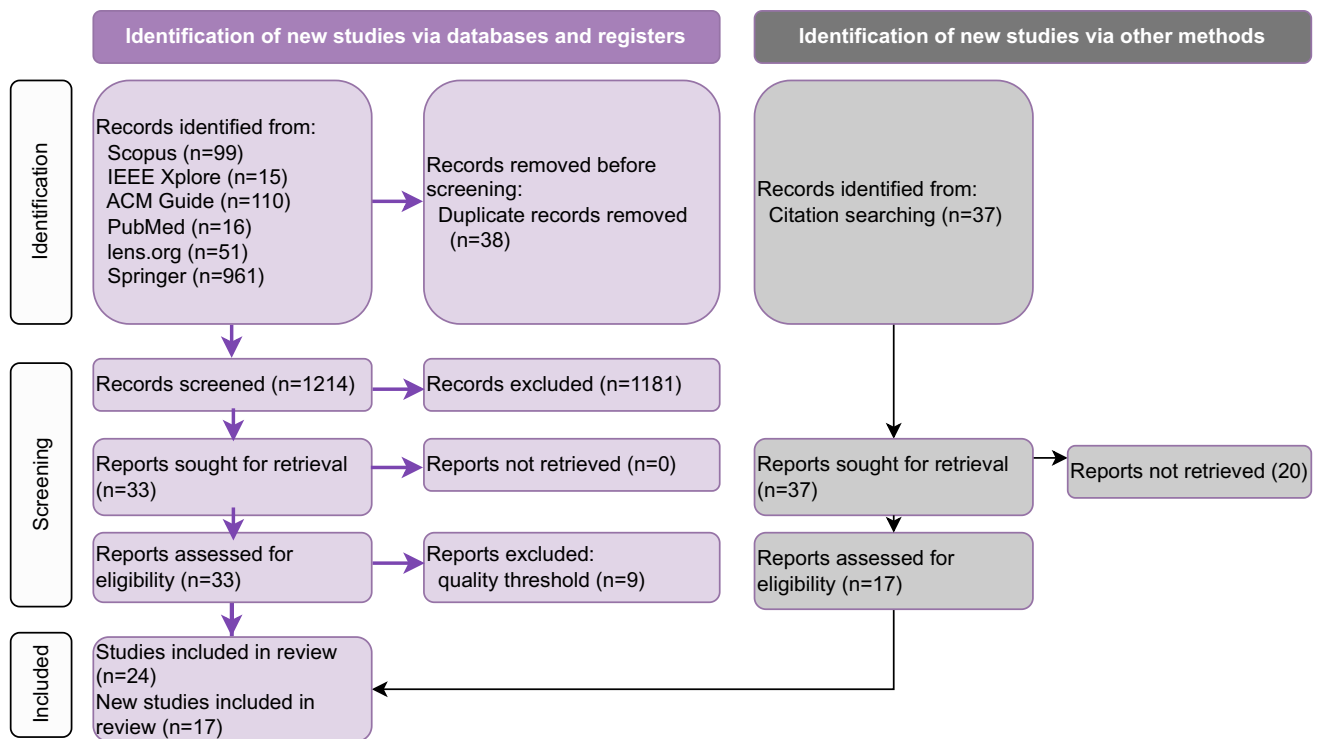 Identification of new studies via databases and registers
Identification of new studies via other methods
Identification
Records identified from:
Scopus (n=99)
IEEE Xplore (n=15)
ACM Guide (n=110)
PubMed (n=16)
lens.org (n=51)
Springer (n=961)
Records removed before
screening:
Duplicate records removed
(n=38)
Records identified from:
Citation searching (n=37)
Screening
Records screened (n=1214)
Records excluded (n=1181)
Reports sought for retrieval
(n=33)
Reports not retrieved (n=0)
Reports sought for retrieval
(n=37)
Reports not retrieved (20)
Reports assessed for
eligibility (n=33)
Reports excluded:
quality threshold (n=9)
Reports assessed for
eligibility (n=17)
Included
Studies included in review
(n=24)
New studies included in
review (n=17)